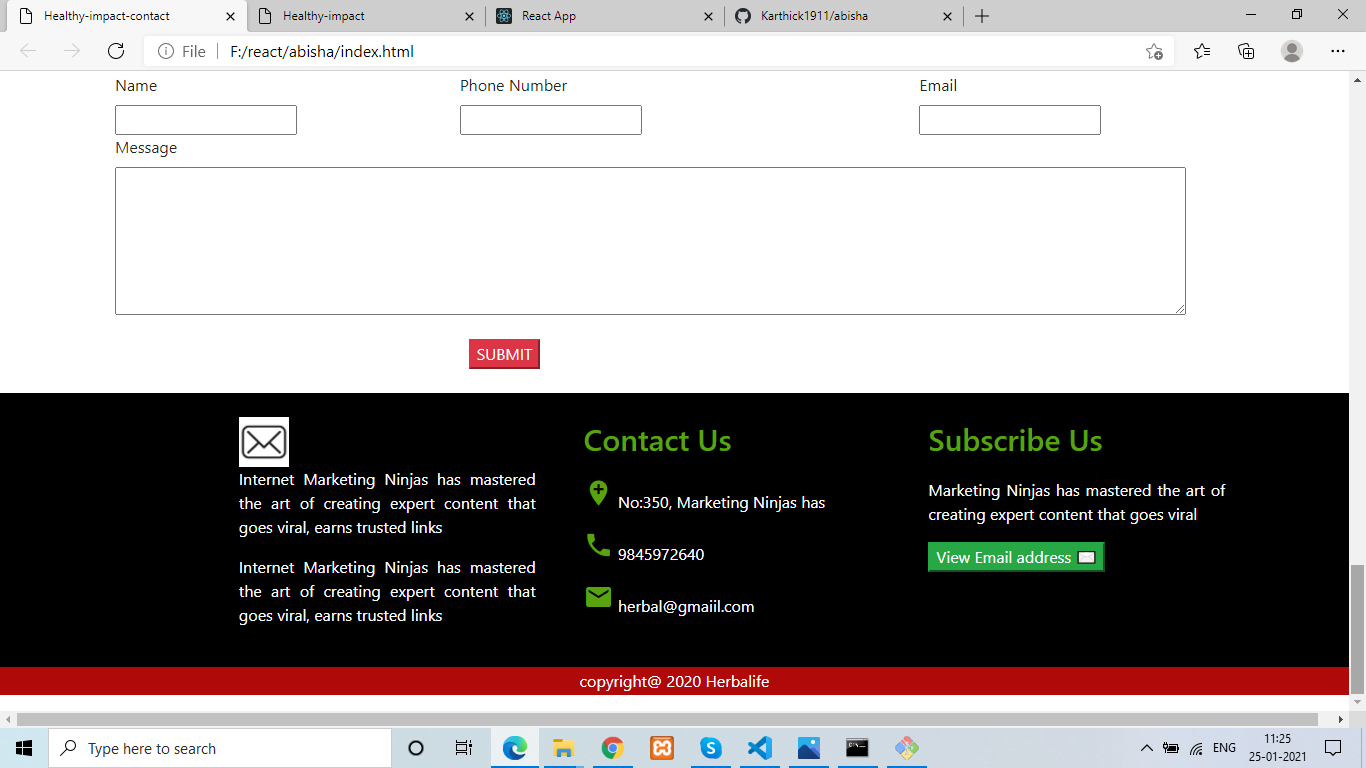 Healthy-impact-contact
Healthy-impact
React App
Karthick1911/abisha
File
F:/react/abisha/index.html
Name
Phone Number
Email
Message
SUBMIT
Internet Marketing Ninjas has mastered
the art of creating expert content that
goes viral, earns trusted links
Internet Marketing Ninjas has mastered
the art of creating expert content that
goes viral, earns trusted links
Contact Us
No:350, Marketing Ninjas has
9845972640
herbal@gmaiil.com
Subscribe Us
Marketing Ninjas has mastered the art of
creating expert content that goes viral
View Email address
copyright@ 2020 Herbalife
Type here to search
ENG
11:25
25-01-2021